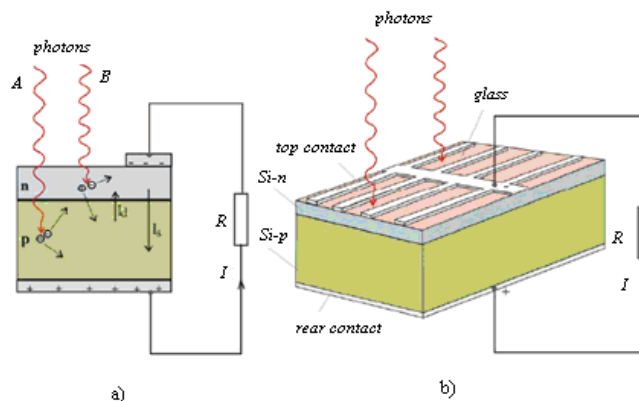 photons
A
B
n
p
R
I
a)
photons
glass
top contact
Si-n
Si-p
rear contact
R
I
b)